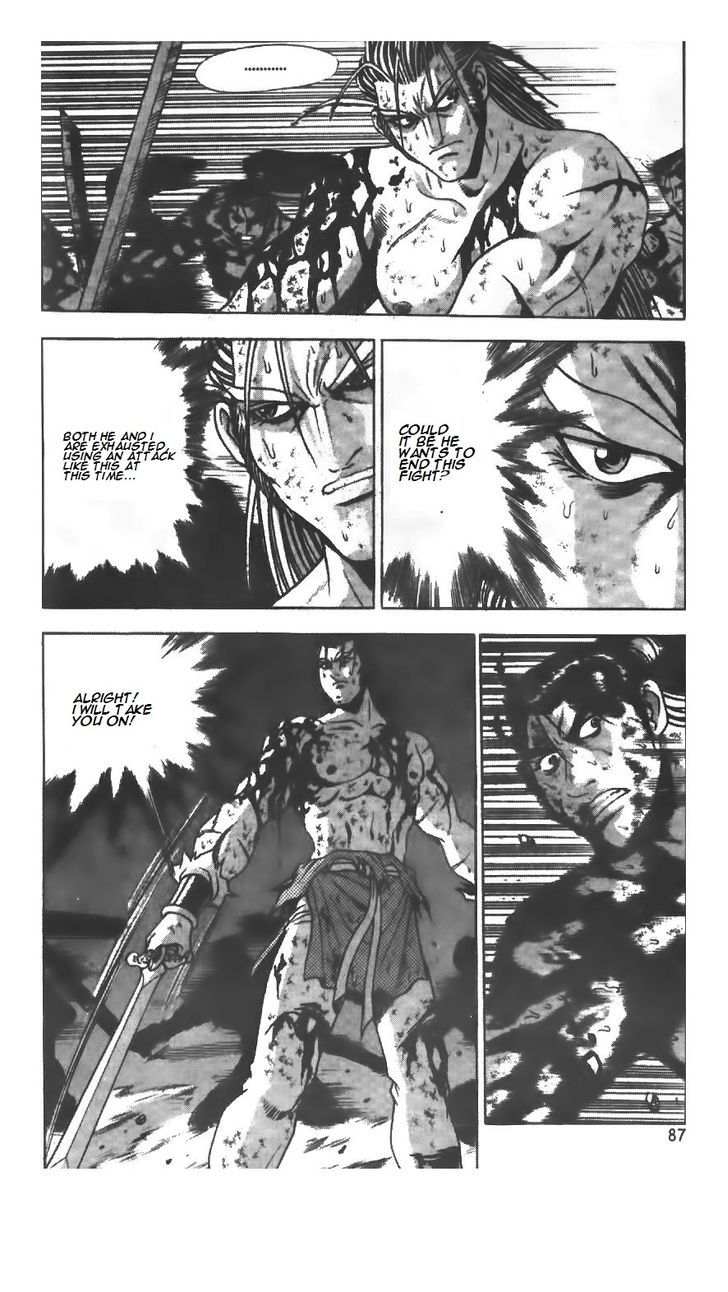 ...........
BOTH HE AND I
ARE EXHAUSTED,
USING AN ATTACK
LIKE THIS AT
THIS TIME...
COULD
IT BE HE
WANTS TO
END THIS
FIGHT?
ALRIGHT!
I WILL TAKE
YOU ON!
87